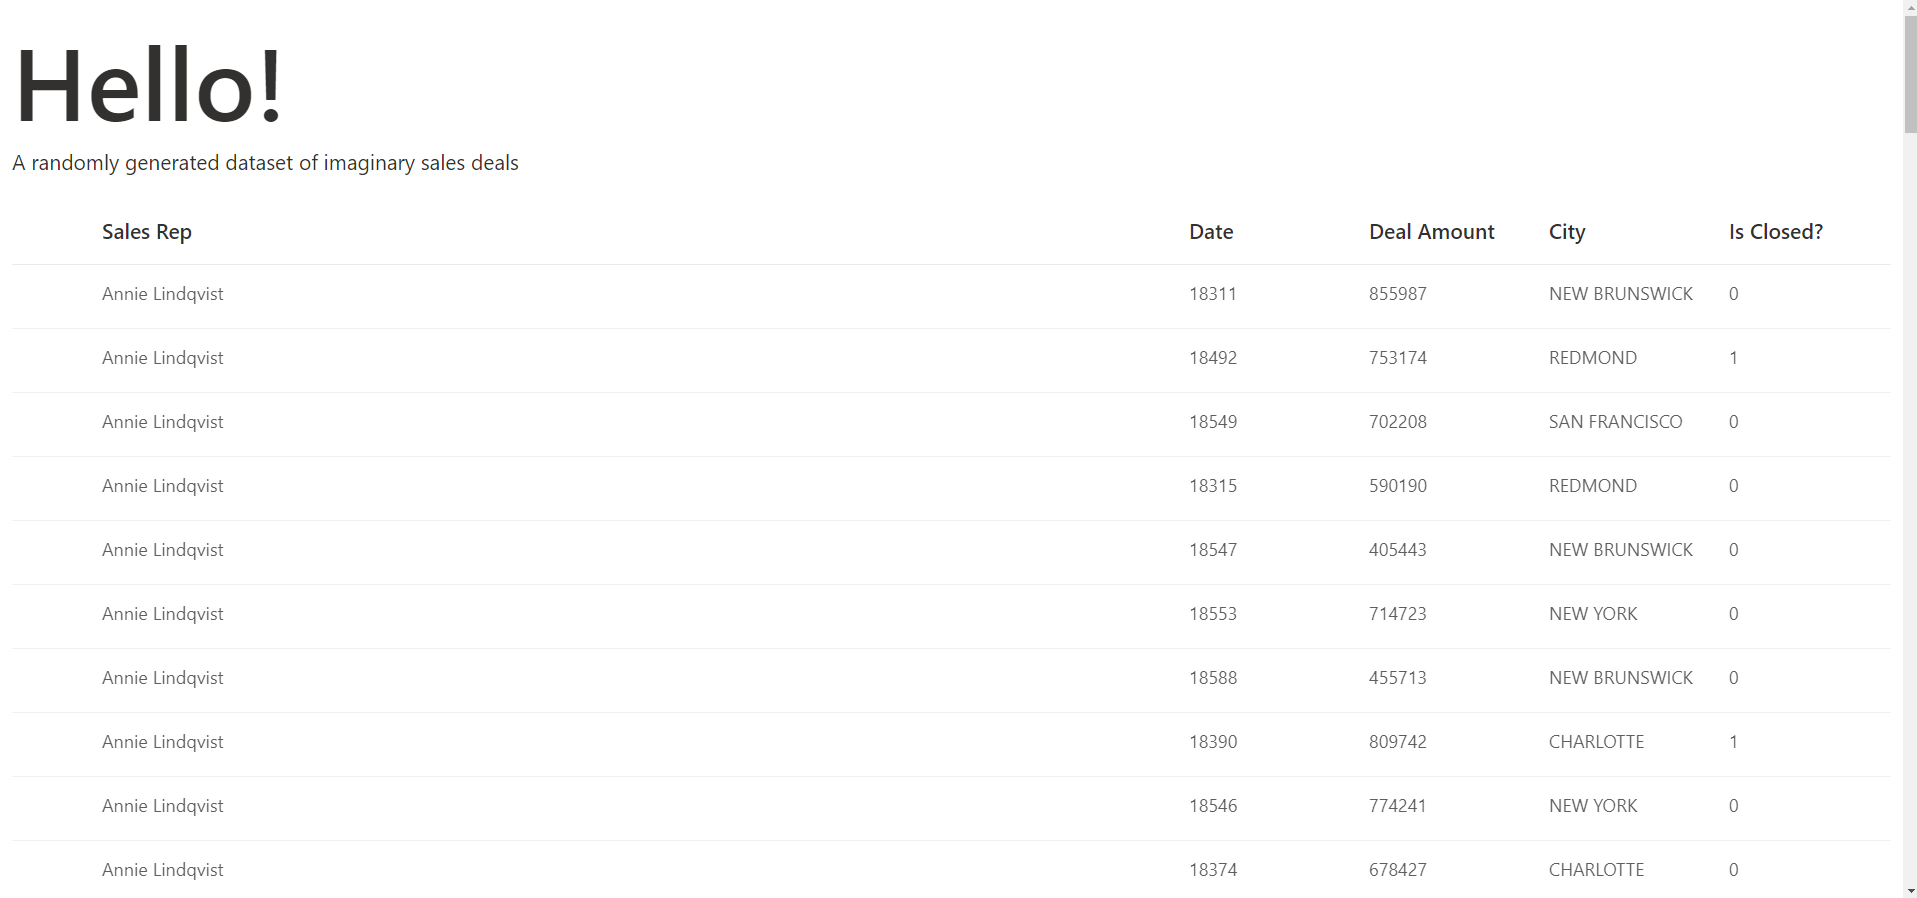 Hello!
A randomly generated dataset of imaginary sales deals
Sales Rep Date Deal Amount City Is Closed?
Annie Lindqvist 18311 855987 NEW BRUNSWICK 0
Annie Lindqvist 18492 753174 REDMOND 1
Annie Lindqvist 18549 702208 SAN FRANCISCO 0
Annie Lindqvist 18315 590190 REDMOND 0
Annie Lindqvist 18547 405443 NEW BRUNSWICK 0
Annie Lindqvist 18553 714723 NEW YORK 0
Annie Lindqvist 18588 455713 NEW BRUNSWICK 0
Annie Lindqvist 18390 809742 CHARLOTTE 1
Annie Lindqvist 18546 774241 NEW YORK 0
Annie Lindqvist 18374 678427 CHARLOTTE 0